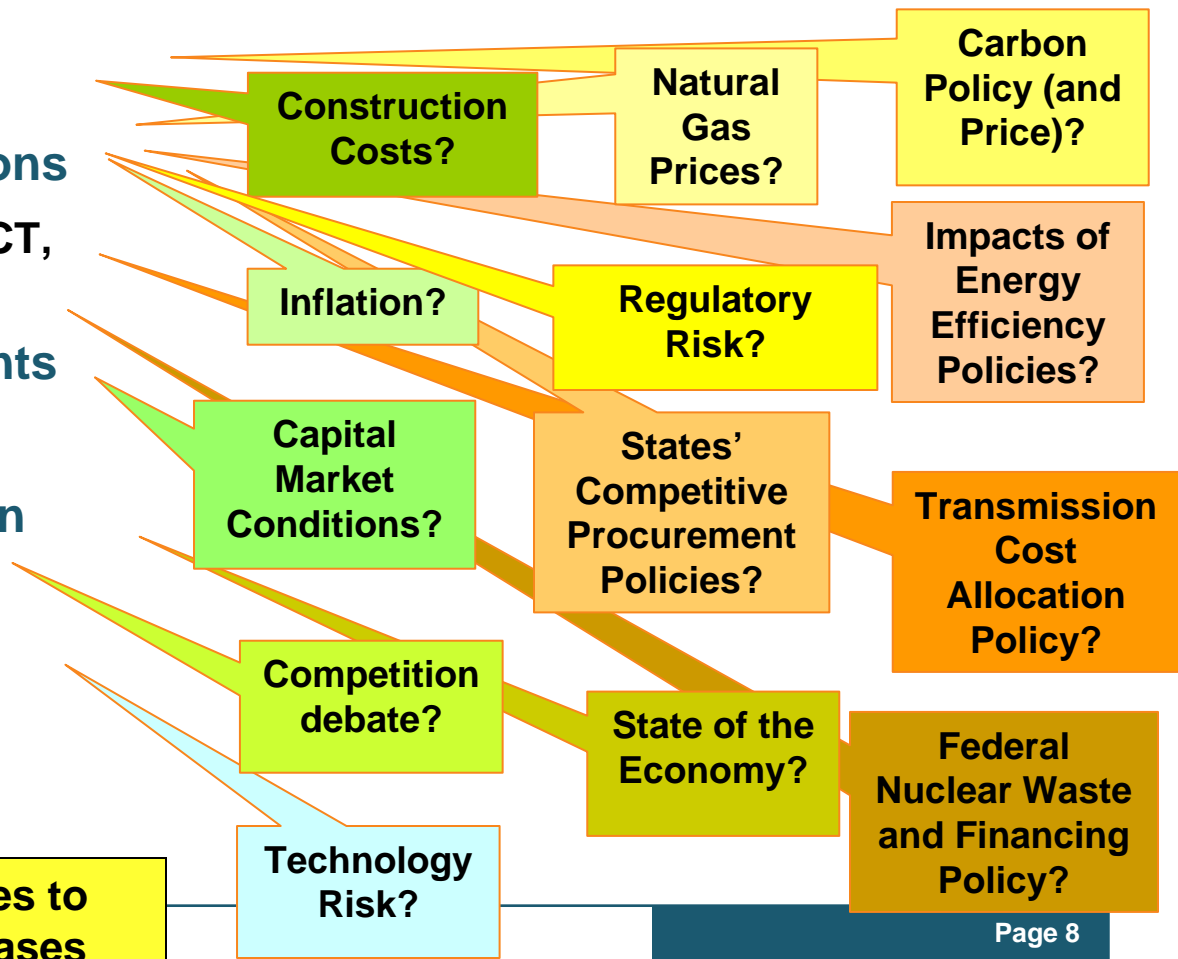 Carbon
Policy (and
Price)?
Natural
Gas
Prices?
Construction
Costs?
ons
CT,
Impacts of
Energy
Efficiency
Policies?
Inflation?
Regulatory
Risk?
nts
Capital
Market
Conditions?
States’
Competitive
Procurement
Policies?
n
Transmission
Cost
Allocation
Policy?
Competition
debate?
State of the
Economy?
Federal
Nuclear Waste
and Financing
Policy?
Technology
Risk?
es to
ases
Page 8